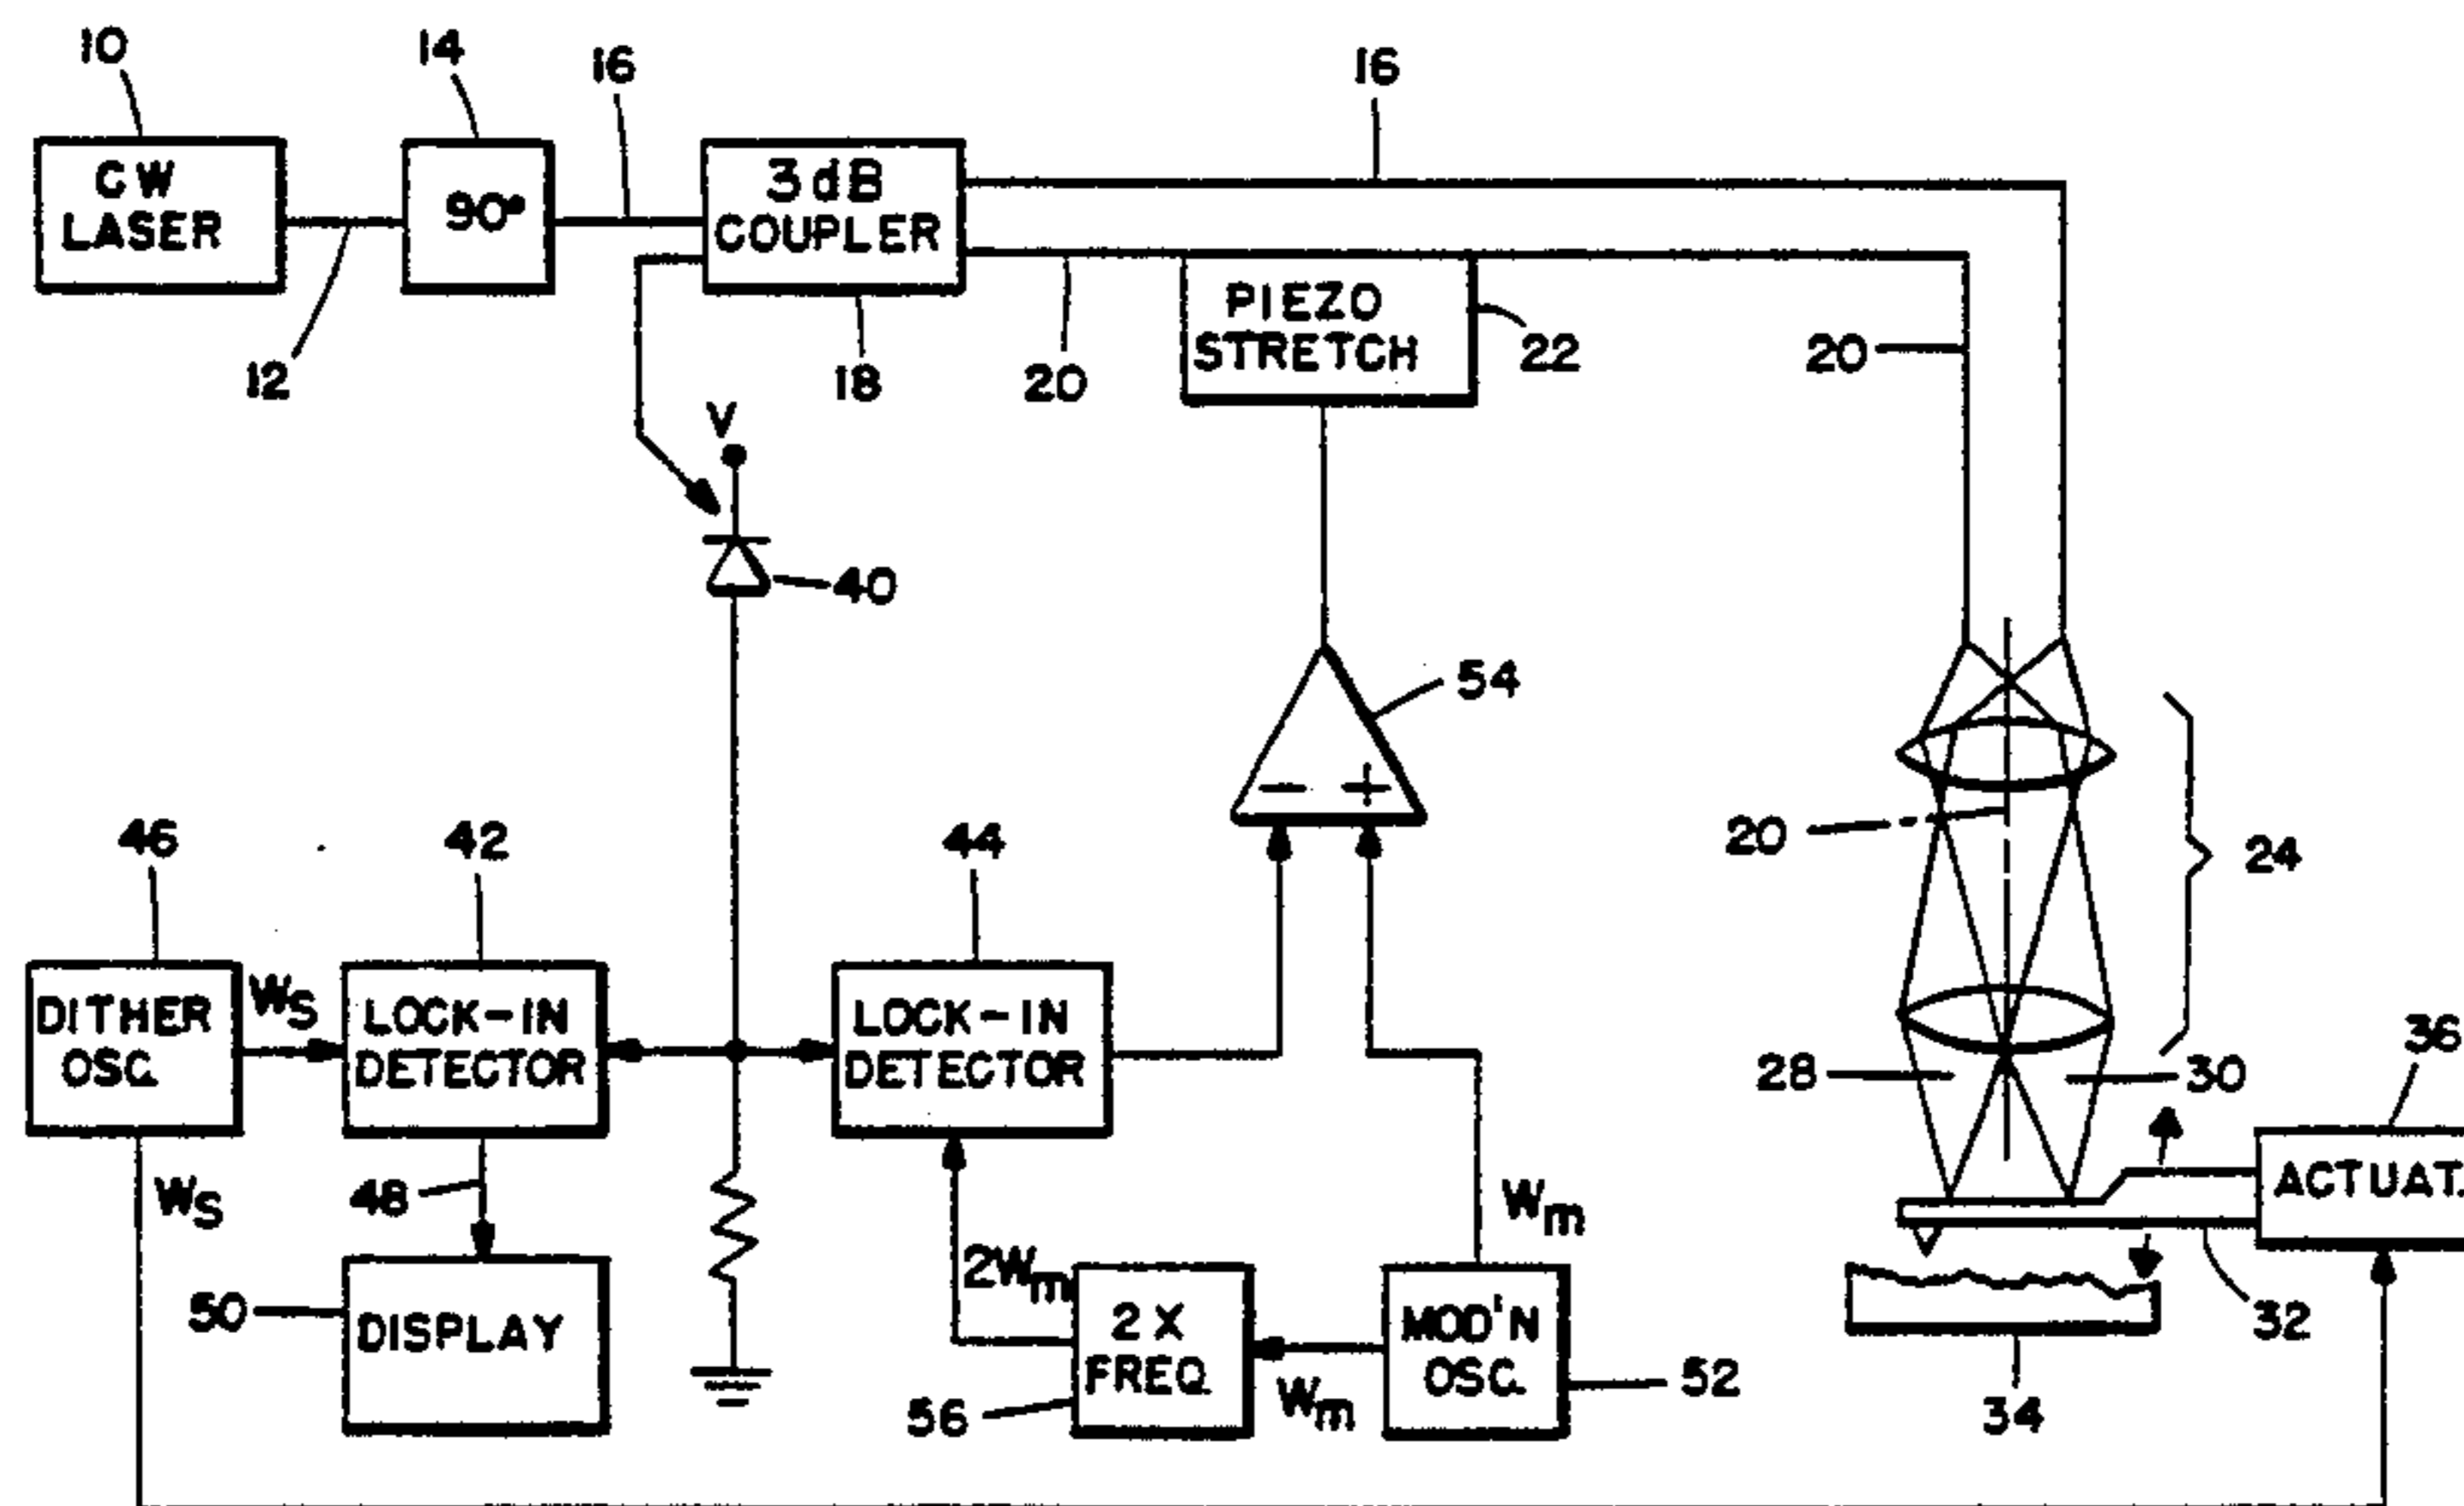 10
14
16
16
CW
LASER
90°
3dB
COUPLER
PIEZO
STRETCH
12
18
20
22
20
V
40
54
46
42
44
20
24
DITHER
OSC.
WS
LOCK-IN
DETECTOR
LOCK-IN
DETECTOR
28
30
36
WS
48
Wm
ACTUAT.
2Wm
50
DISPLAY
2X
FREQ.
MOD'N
OSC.
32
56
Wm
52
34
- +